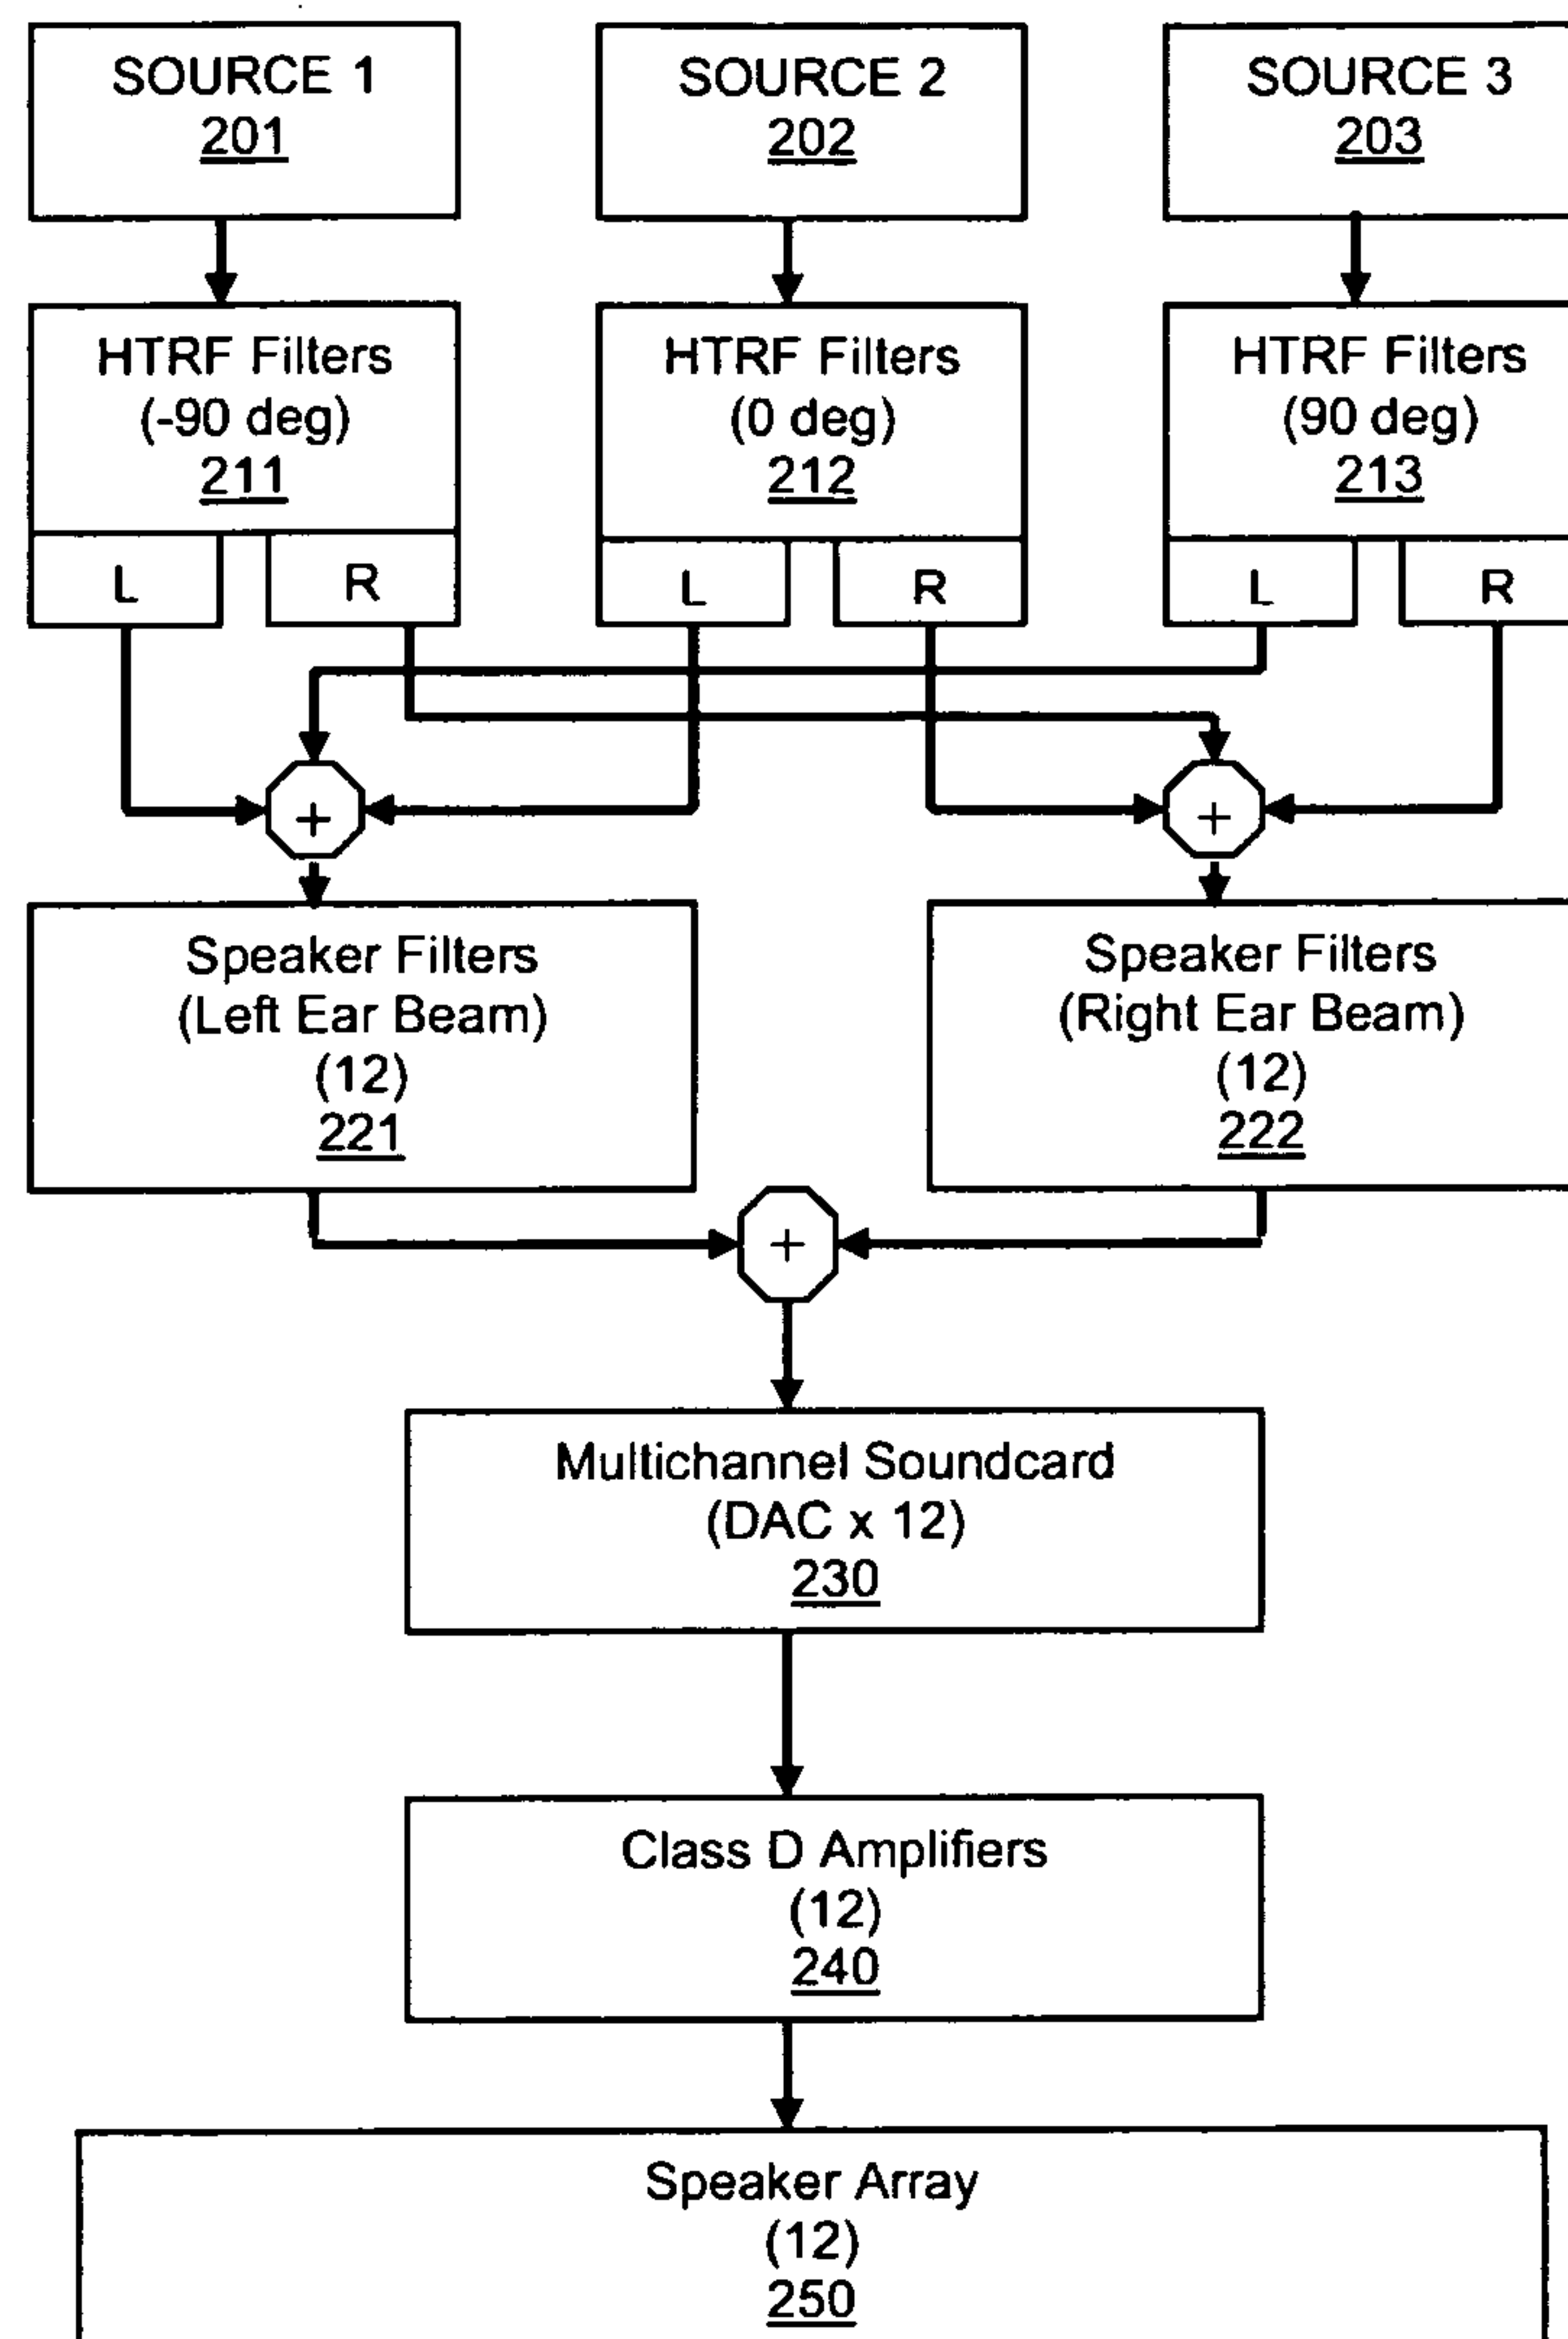 SOURCE 1
201
SOURCE 2
202
SOURCE 3
203
HTRF Filters
(-90 deg)
211
L
R
HTRF Filters
(0 deg)
212
L
R
HTRF Filters
(90 deg)
213
L
R
+
+
Speaker Filters
(Left Ear Beam)
(12)
221
Speaker Filters
(Right Ear Beam)
(12)
222
+
Multichannel Soundcard
(DAC x 12)
230
Class D Amplifiers
(12)
240
Speaker Array
(12)
250